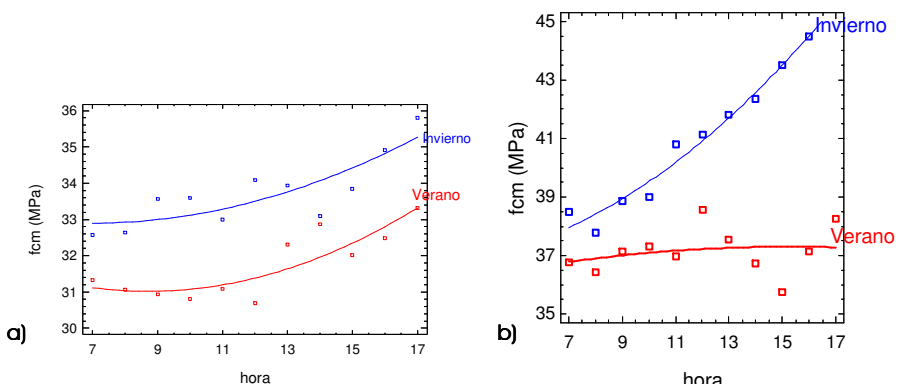 a)
fcm (MPa)
36
35
34
33
32
31
30
7 9 11 13 15 17
hora
Invierno
Verano
b)
fcm (MPa)
45
43
41
39
37
35
7 9 11 13 15 17
hora
Invierno
Verano